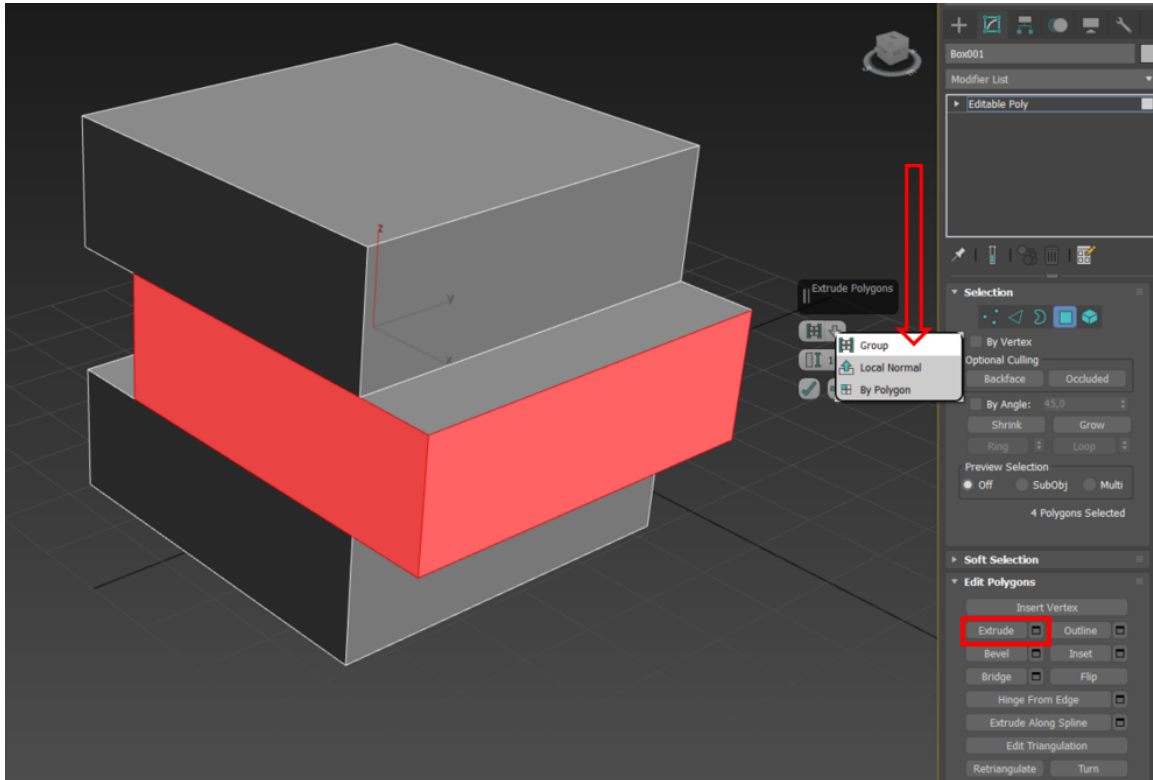 Box001
Modifier List
Editable Poly
z
y
x
Extrude Polygons
Group
Local Normal
By Polygon
Selection
By Vertex
Optional Culling
Backface Occluded
By Angle: 45,0
Shrink Grow
Ring Loop
Preview Selection
Off SubObj Multi
4 Polygons Selected
Soft Selection
Edit Polygons
Insert Vertex
Extrude Outline
Bevel Inset
Bridge Flip
Hinge From Edge
Extrude Along Spline
Edit Triangulation
Retriangulate Turn